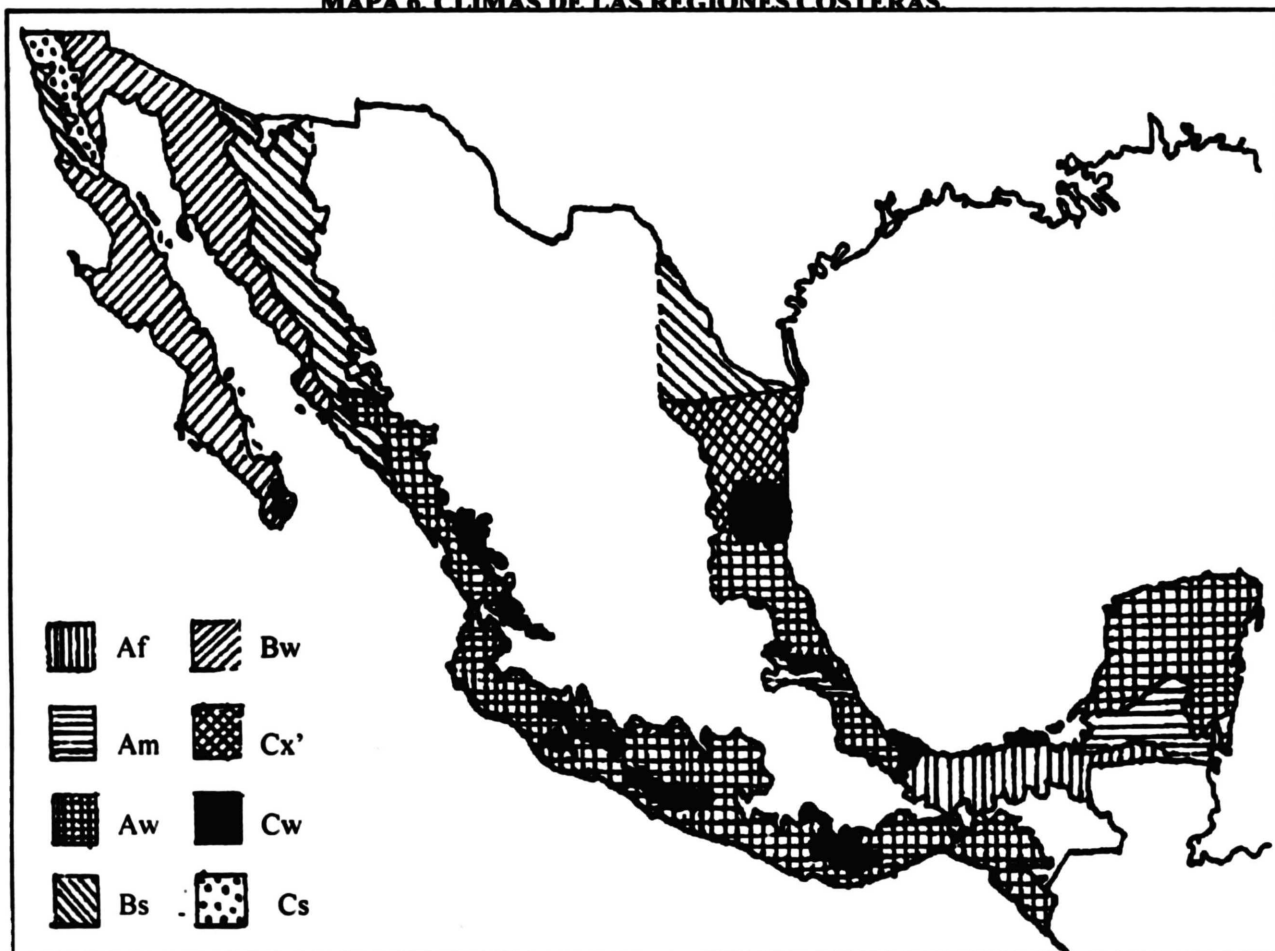 MAPA 6. CLIMAS DE LAS REGIONES COSTERAS.
Af
Bw
Am
Cx’
Aw
Cw
Bs
Cs